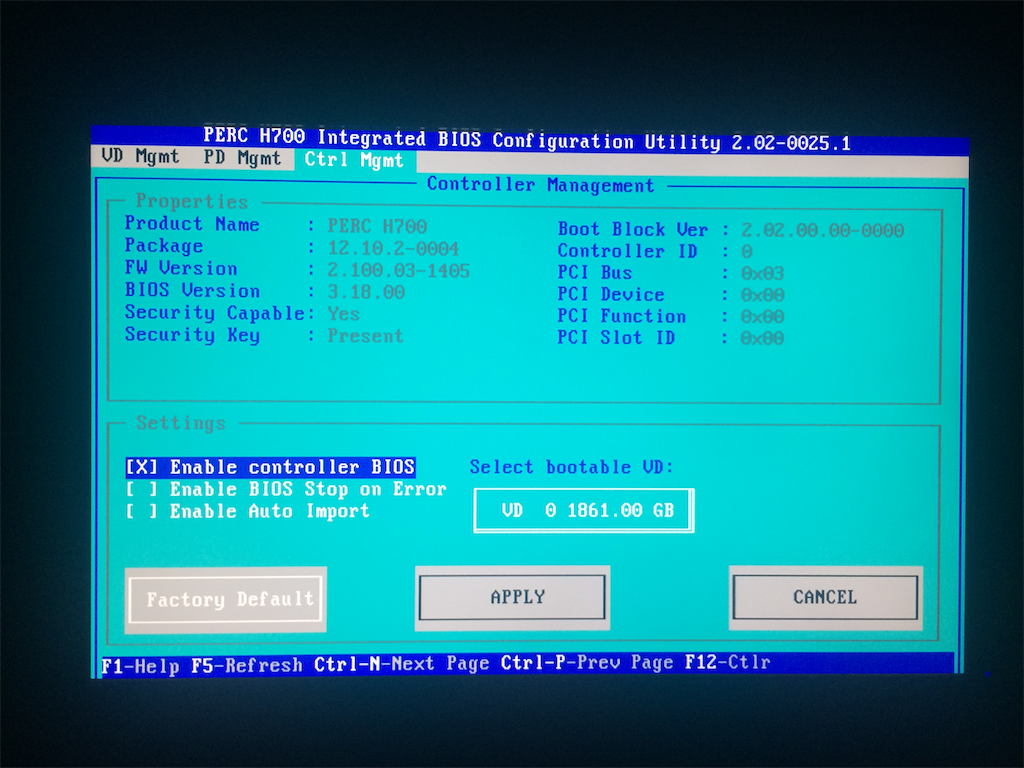 PERC H700 Integrated BIOS Configuration Utility 2.02-0025.1
VD Mgmt PD Mgmt Ctrl Mgmt
Controller Management
Properties
Product Name : PERC H700
Package : 12.10.2-0004
FW Version : 2.100.03-1405
BIOS Version : 3.18.00
Security Capable: Yes
Security Key : Present
Boot Block Ver : 2.02.00.00-0000
Controller ID : 0
PCI Bus : 0x03
PCI Device : 0x00
PCI Function : 0x00
PCI Slot ID : 0x00
Settings
[X] Enable controller BIOS
[ ] Enable BIOS Stop on Error
[ ] Enable Auto Import
Select bootable VD:
VD 0 1861.00 GB
Factory Default
APPLY
CANCEL
F1-Help F5-Refresh Ctrl-N-Next Page Ctrl-P-Prev Page F12-Ctlr